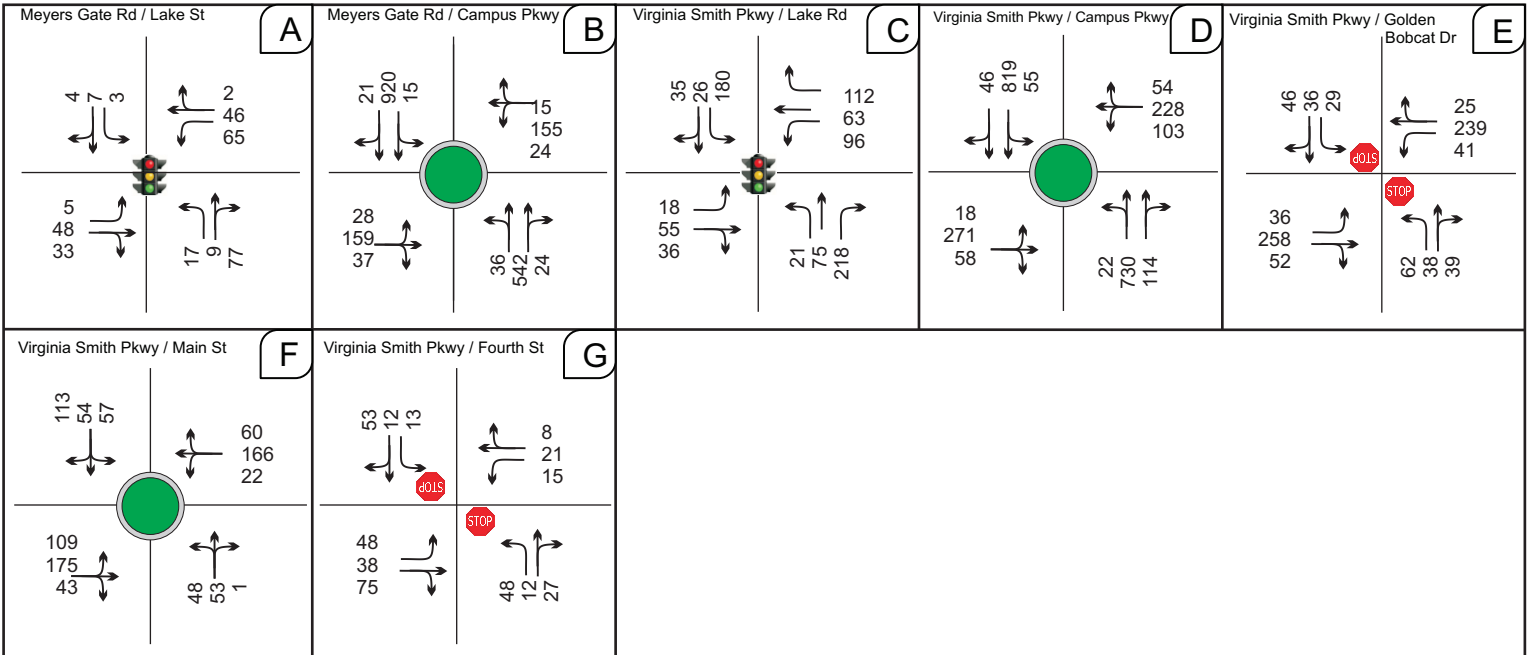 Meyers Gate Rd / Lake St
A
4 7 3
2
46
65
5
48
33
17 9 77
Meyers Gate Rd / Campus Pkwy
B
21 920 15
15
155
24
28
159
37
36 542 24
Virginia Smith Pkwy / Lake Rd
C
35 26 180
112
63
96
18
55
36
21 75 218
Virginia Smith Pkwy / Campus Pkwy
D
46 819 55
54
228
103
18
271
58
22 730 114
Virginia Smith Pkwy / Golden
Bobcat Dr
E
46 36 29
25
239
41
STOP
STOP
36
258
52
62 38 39
Virginia Smith Pkwy / Main St
F
113 54 57
60
166
22
109
175
43
48 53 1
Virginia Smith Pkwy / Fourth St
G
53 12 13
8
21
15
STOP
STOP
48
38
75
48 12 27